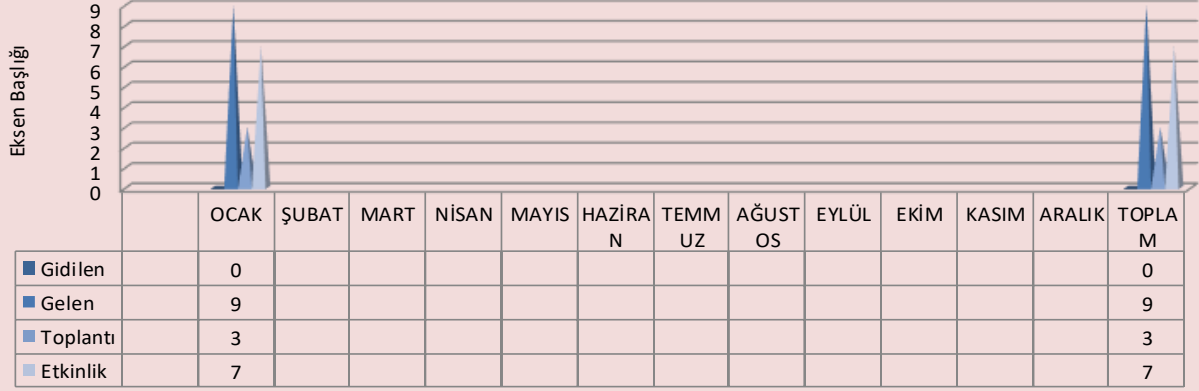 Eksen Başlığı
9
8
7
6
5
4
3
2
1
0
OCAK ŞUBAT MART NİSAN MAYIS HAZİRA TEMM AĞUST EYLÜL EKİM KASIM ARALIK TOPLA
N UZ OS M
Gidilen 0 0
Gelen 9 9
Toplantı 3 3
Etkinlik 7 7